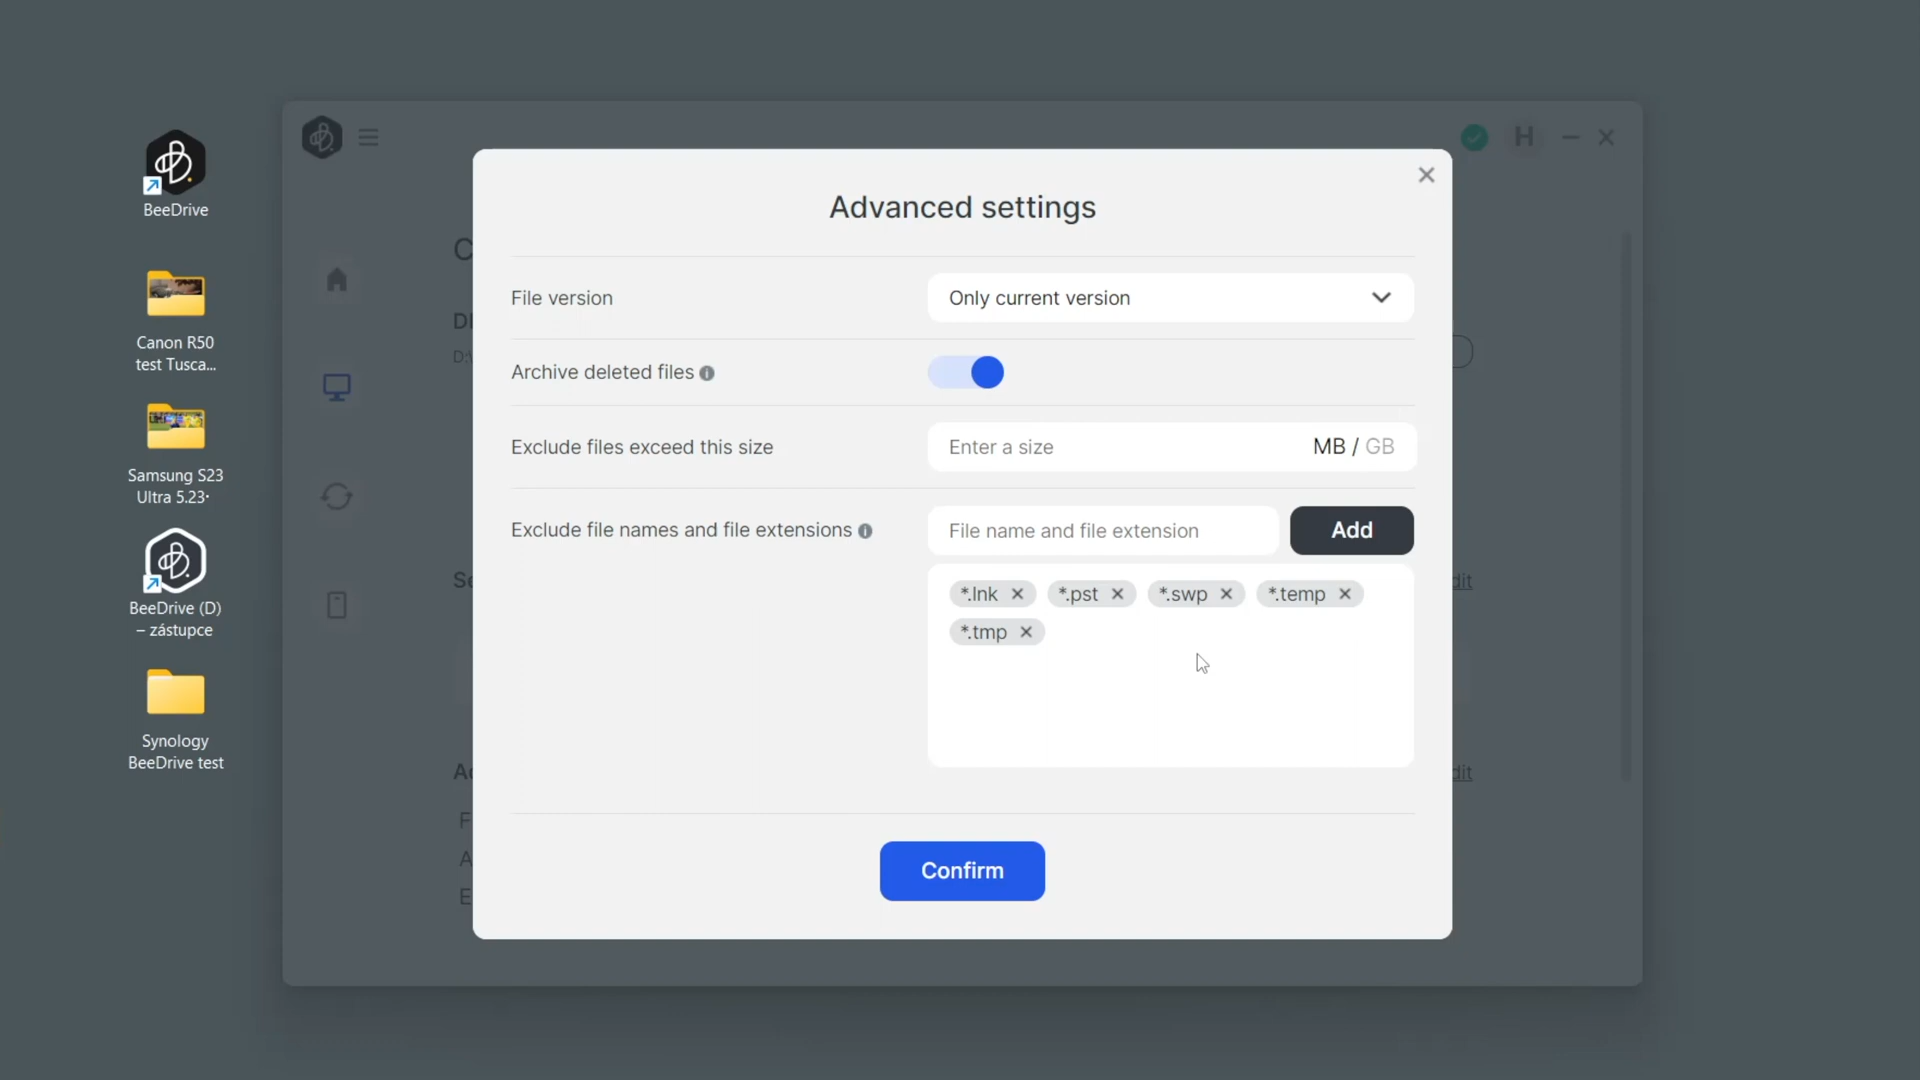 BeeDrive
Canon R50
test Tusca...
Samsung S23
Ultra 5.23·
BeeDrive (D)
– zástupce
Synology
BeeDrive test
H
Advanced settings
File version
Only current version
Archive deleted files
Exclude files exceed this size
Enter a size
MB / GB
Exclude file names and file extensions
File name and file extension
Add
*.lnk
*.pst
*.swp
*.temp
*.tmp
Confirm